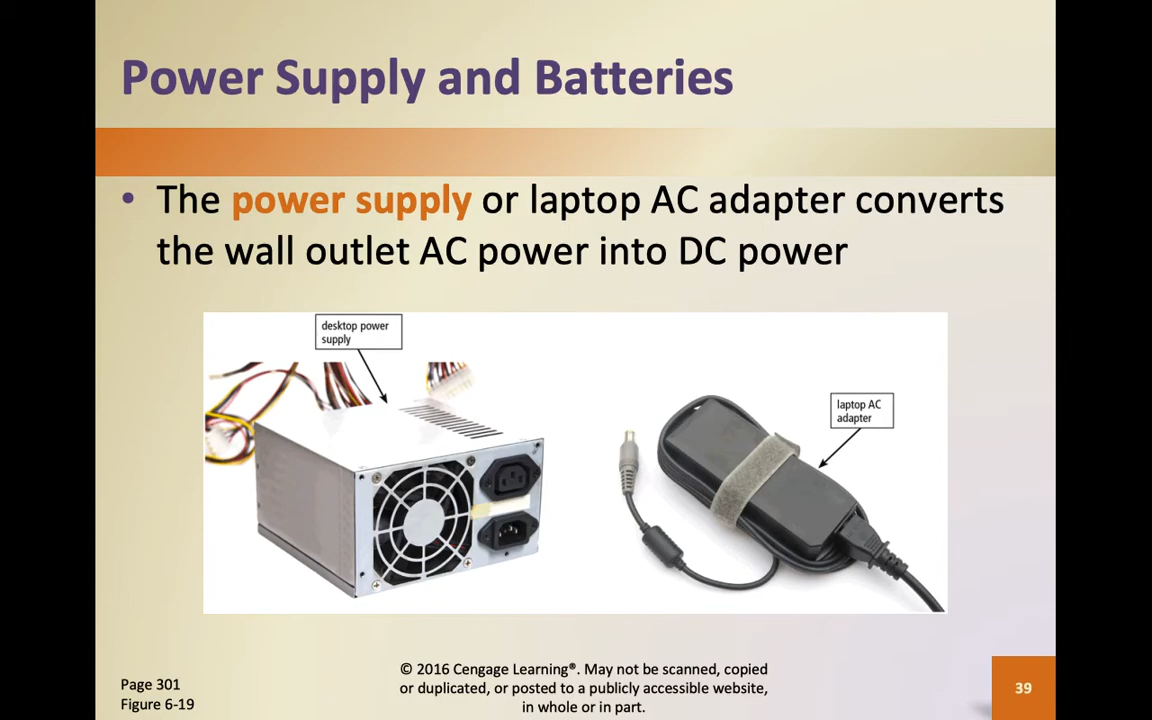 Power Supply and Batteries
• The power supply or laptop AC adapter converts
the wall outlet AC power into DC power
desktop power
supply
laptop AC
adapter
Page 301
Figure 6-19
© 2016 Cengage Learning®. May not be scanned, copied
or duplicated, or posted to a publicly accessible website,
in whole or in part.
39